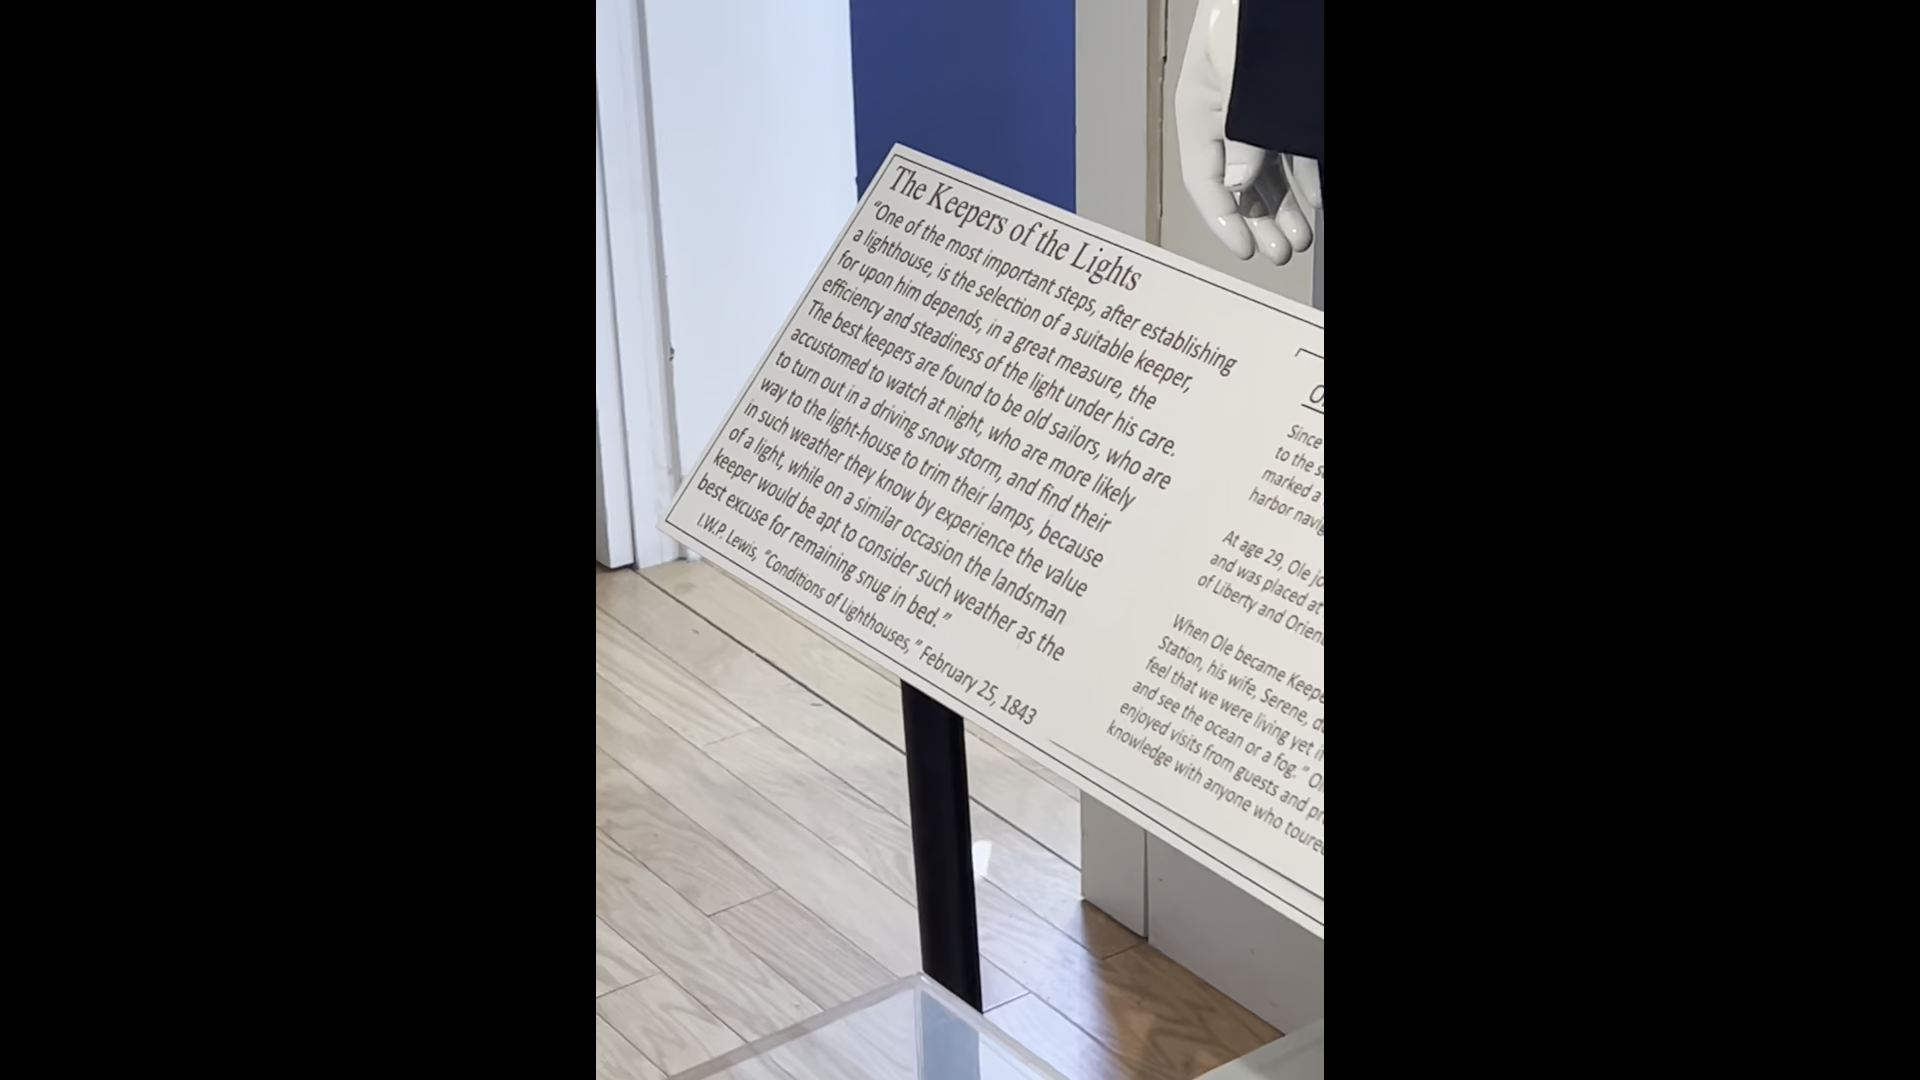 The Keepers of the Lights
“One of the most important steps, after establishing
a lighthouse, is the selection of a suitable keeper,
for upon him depends, in a great measure, the
efficiency and steadiness of the light under his care.
The best keepers are found to be old sailors, who are
accustomed to watch at night, who are more likely
to turn out in a driving snow storm, and find their
way to the light-house to trim their lamps, because
in such weather they know by experience the value
of a light, while on a similar occasion the landsman
keeper would be apt to consider such weather as the
best excuse for remaining snug in bed.”
I.W.P. Lewis, “Conditions of Lighthouses,” February 25, 1843
Since
to the
marked a
harbor
At age 29, Ole
and was placed at
of Liberty and
When Ole became
Station, his wife, Serene,
feel that we were living yet
and see the ocean or a fog.”
enjoyed visits from guests and
knowledge with anyone who